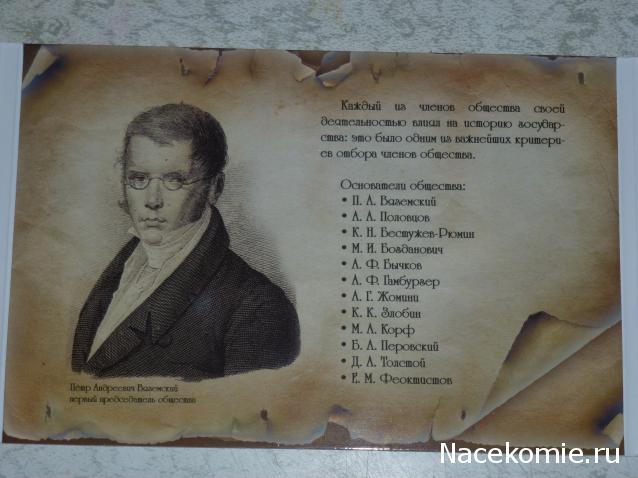 Каждый из членов общества своей
деятельностью влиял на историю государ-
ства: это было одним из важнейших критери-
ев отбора членов общества.
Основатели общества:
• П. А. Вяземский
• А. А. Половцов
• К. Н. Бестужев-Рюмин
• М. И. Богданович
• А. Ф. Бычков
• А. Ф. Гамбургер
• А. Г. Жомини
• К. К. Злобин
• М. А. Корф
• Б. А. Перовский
• Д. А. Толстой
• Е. М. Феоктистов
Пётр Андреевич Вяземский
первый председатель общества
Nacekomie.ru